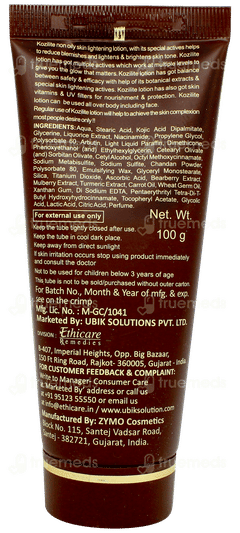 Kozilite non oily skin lightening lotion, with its special actives helps
to reduce blemishes and lightens & brightens skin tone. Kozilite
lotion has got multiple actives which work at multiple levels to
give you the glow that matters. Kozilite lotion has got balance
between safety & efficacy with help of its botanical extracts &
special skin lightening actives. Kozilite lotion has also got skin
vitamins & UV filters for nourishment & protection. Kozilite
lotion can be used all over body including face.
Regular use of Kozilite lotion will help to achieve the skin complexion
most people desire only!!
INGREDIENTS: Aqua, Stearic Acid, Kojic Acid Dipalmitate,
Glycerine, Liquorice Extract, Niacinamide, Propylene Glycol,
Polysorbate 60, Arbutin, Light Liquid Paraffin, Dimethicone,
Phenoxyethanol (and) Ethylhexylglycerin, Cetearyl Olivate
(and) Sorbitan Olivate, Cetyl Alcohol, Octyl Methoxycinnamate,
Sodium Metabisulfite, Sodium Sulfite, Chandan Powder,
Polysorbate 80, Emulsifying Wax, Glyceryl Monostearate,
Silica, Titanium Dioxide, Ascorbic Acid, Bearberry Extract,
Mulberry Extract, Turmeric Extract, Carrot Oil, Wheat Germ Oil,
Xanthan Gum, Di Sodium EDTA, Pentaerythrityl Tetra-Di-T-
Butyl Hydroxyhydrocinnamate, Tocopheryl Acetate, Glycolic
Acid, Lactic Acid, Citric Acid, Perfume.
For external use only
Net. Wt.
100 g
Keep the tube tightly closed after use.
Keep the tube in cool dark place.
Keep away from direct sunlight
If skin irritation occurs stop using product immediately
and consult the doctor
Not to be used for children below 3 years of age
This tube is not to be sold/purchased without outer carton.
For Batch No., Month & Year of mfg. & exp.
see on the crimp
Mfg. Lic. No. : M-GC/1041
Marketed By: UBIK SOLUTIONS PVT. LTD.
DIVISION : Ethicare
Remedies
B-407, Imperial Heights, Opp. Big Bazaar,
150 Ft Ring Road, Rajkot- 360005, Gujarat - India.
FOR CUSTOMER FEEDBACK & COMPLAINT:
Write to Manager- Consumer Care
at Marketed By address or call us
at +91 95123 55550 or email us
at info@ethicare.in / www.ubiksolution.com
Manufactured by: ZYMO Cosmetics
Block No. 115, Santej Vadsar Road,
Santej - 382721, Gujarat, India.
truemeds